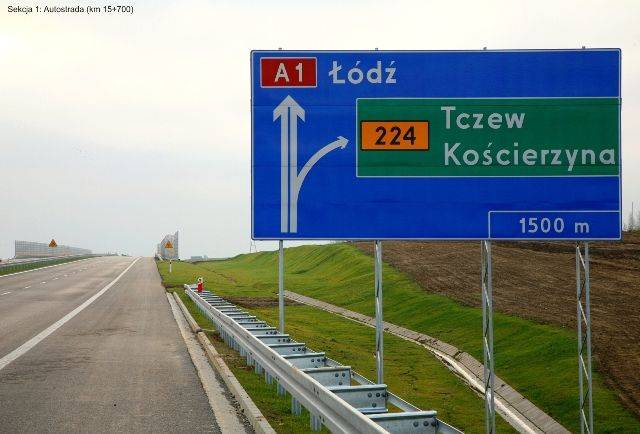 Sekcja 1: Autostrada (km 15+700)
A1 Łódź
224 Tczew
Kościerzyna
1500 m